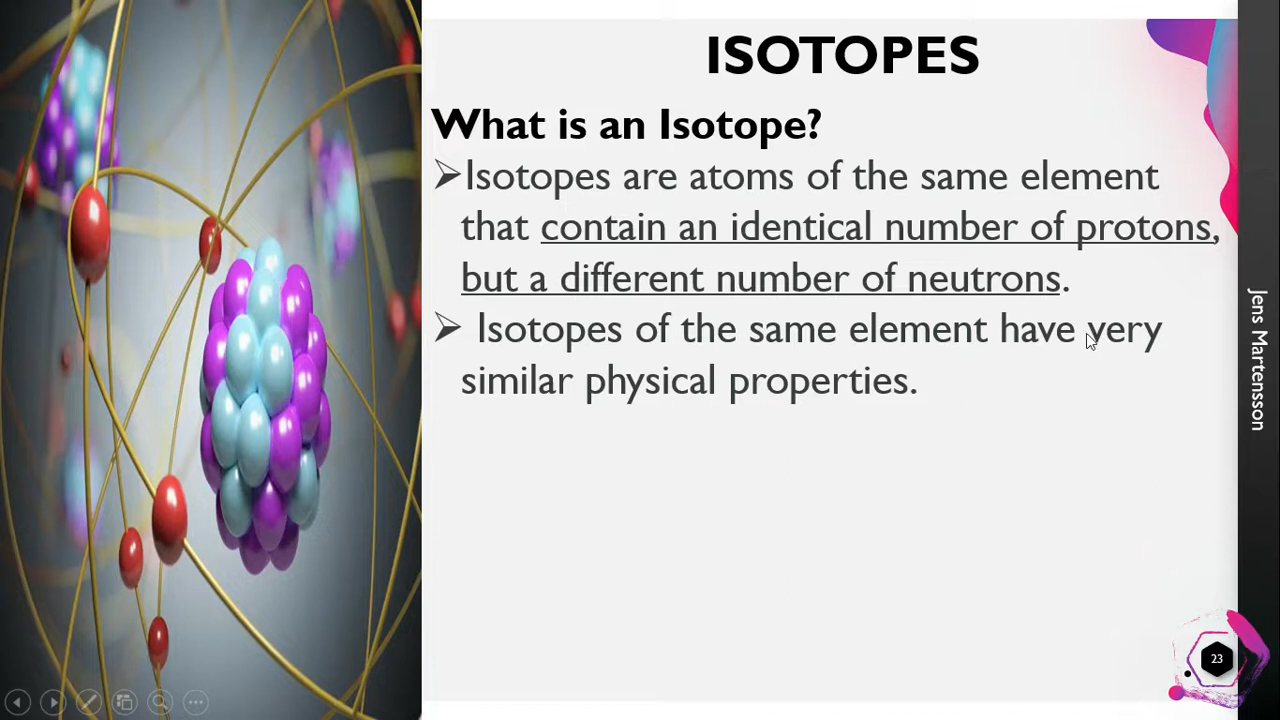 ISOTOPES
What is an Isotope?
➢Isotopes are atoms of the same element
that contain an identical number of protons,
but a different number of neutrons.
➢ Isotopes of the same element have very
similar physical properties.
Jens Martensson
23